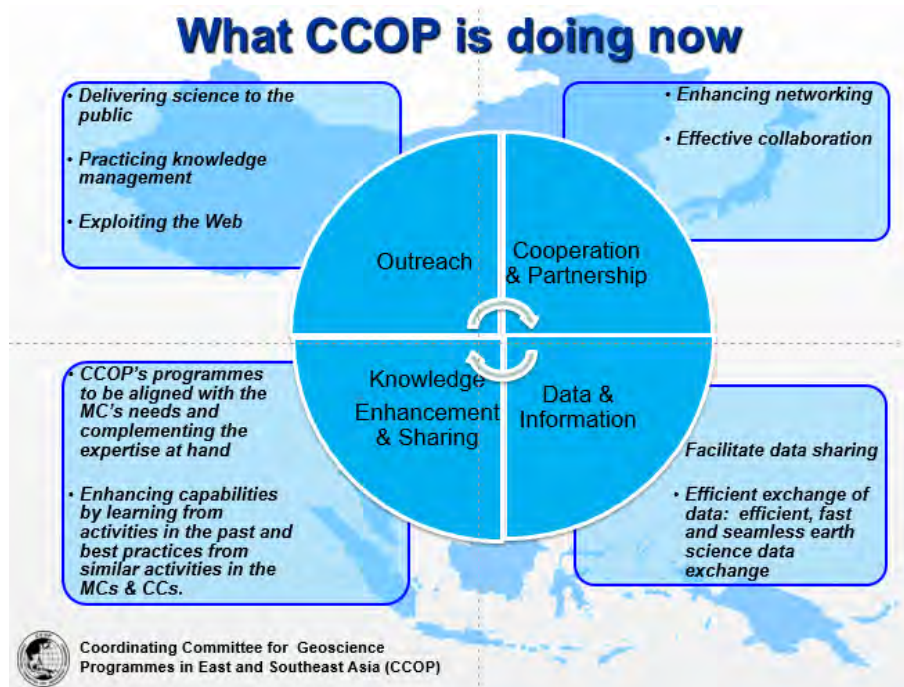 What CCOP is doing now
• Delivering science to the
public
• Practicing knowledge
management
• Exploiting the Web
• Enhancing networking
• Effective collaboration
Outreach
Cooperation
& Partnership
Knowledge
Enhancement
& Sharing
Data &
Information
• CCOP's programmes
to be aligned with the
MC's needs and
complementing the
expertise at hand
• Enhancing capabilities
by learning from
activities in the past and
best practices from
similar activities in the
MCs & CCs.
Facilitate data sharing
• Efficient exchange of
data: efficient, fast
and seamless earth
science data
exchange
Coordinating Committee for Geoscience
Programmes in East and Southeast Asia (CCOP)